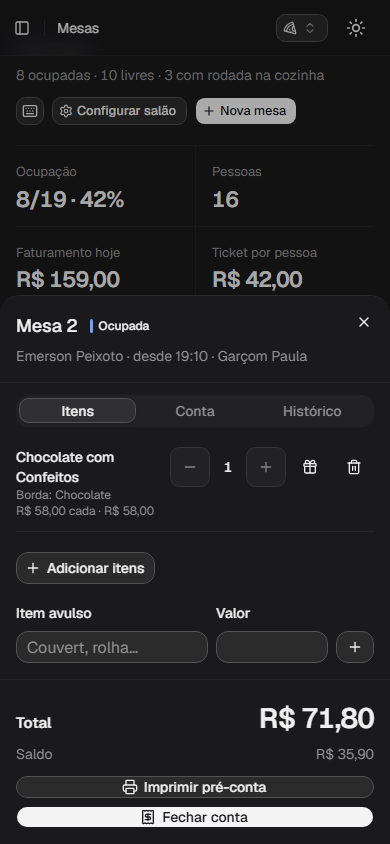 Mesas
8 ocupadas · 10 livres · 3 com rodada na cozinha
Configurar salão
Nova mesa
Ocupação
Pessoas
8/19 · 42%
16
Faturamento hoje
Ticket por pessoa
R$ 159,00
R$ 42,00
Mesa 2
Ocupada
Emerson Peixoto · desde 19:10 · Garçom Paula
Itens
Conta
Histórico
Chocolate com
Confeitos
1
Borda: Chocolate
R$ 58,00 cada · R$ 58,00
Adicionar itens
Item avulso
Valor
Couvert, rolha...
Total
R$ 71,80
Saldo
R$ 35,90
Imprimir pré-conta
Fechar conta